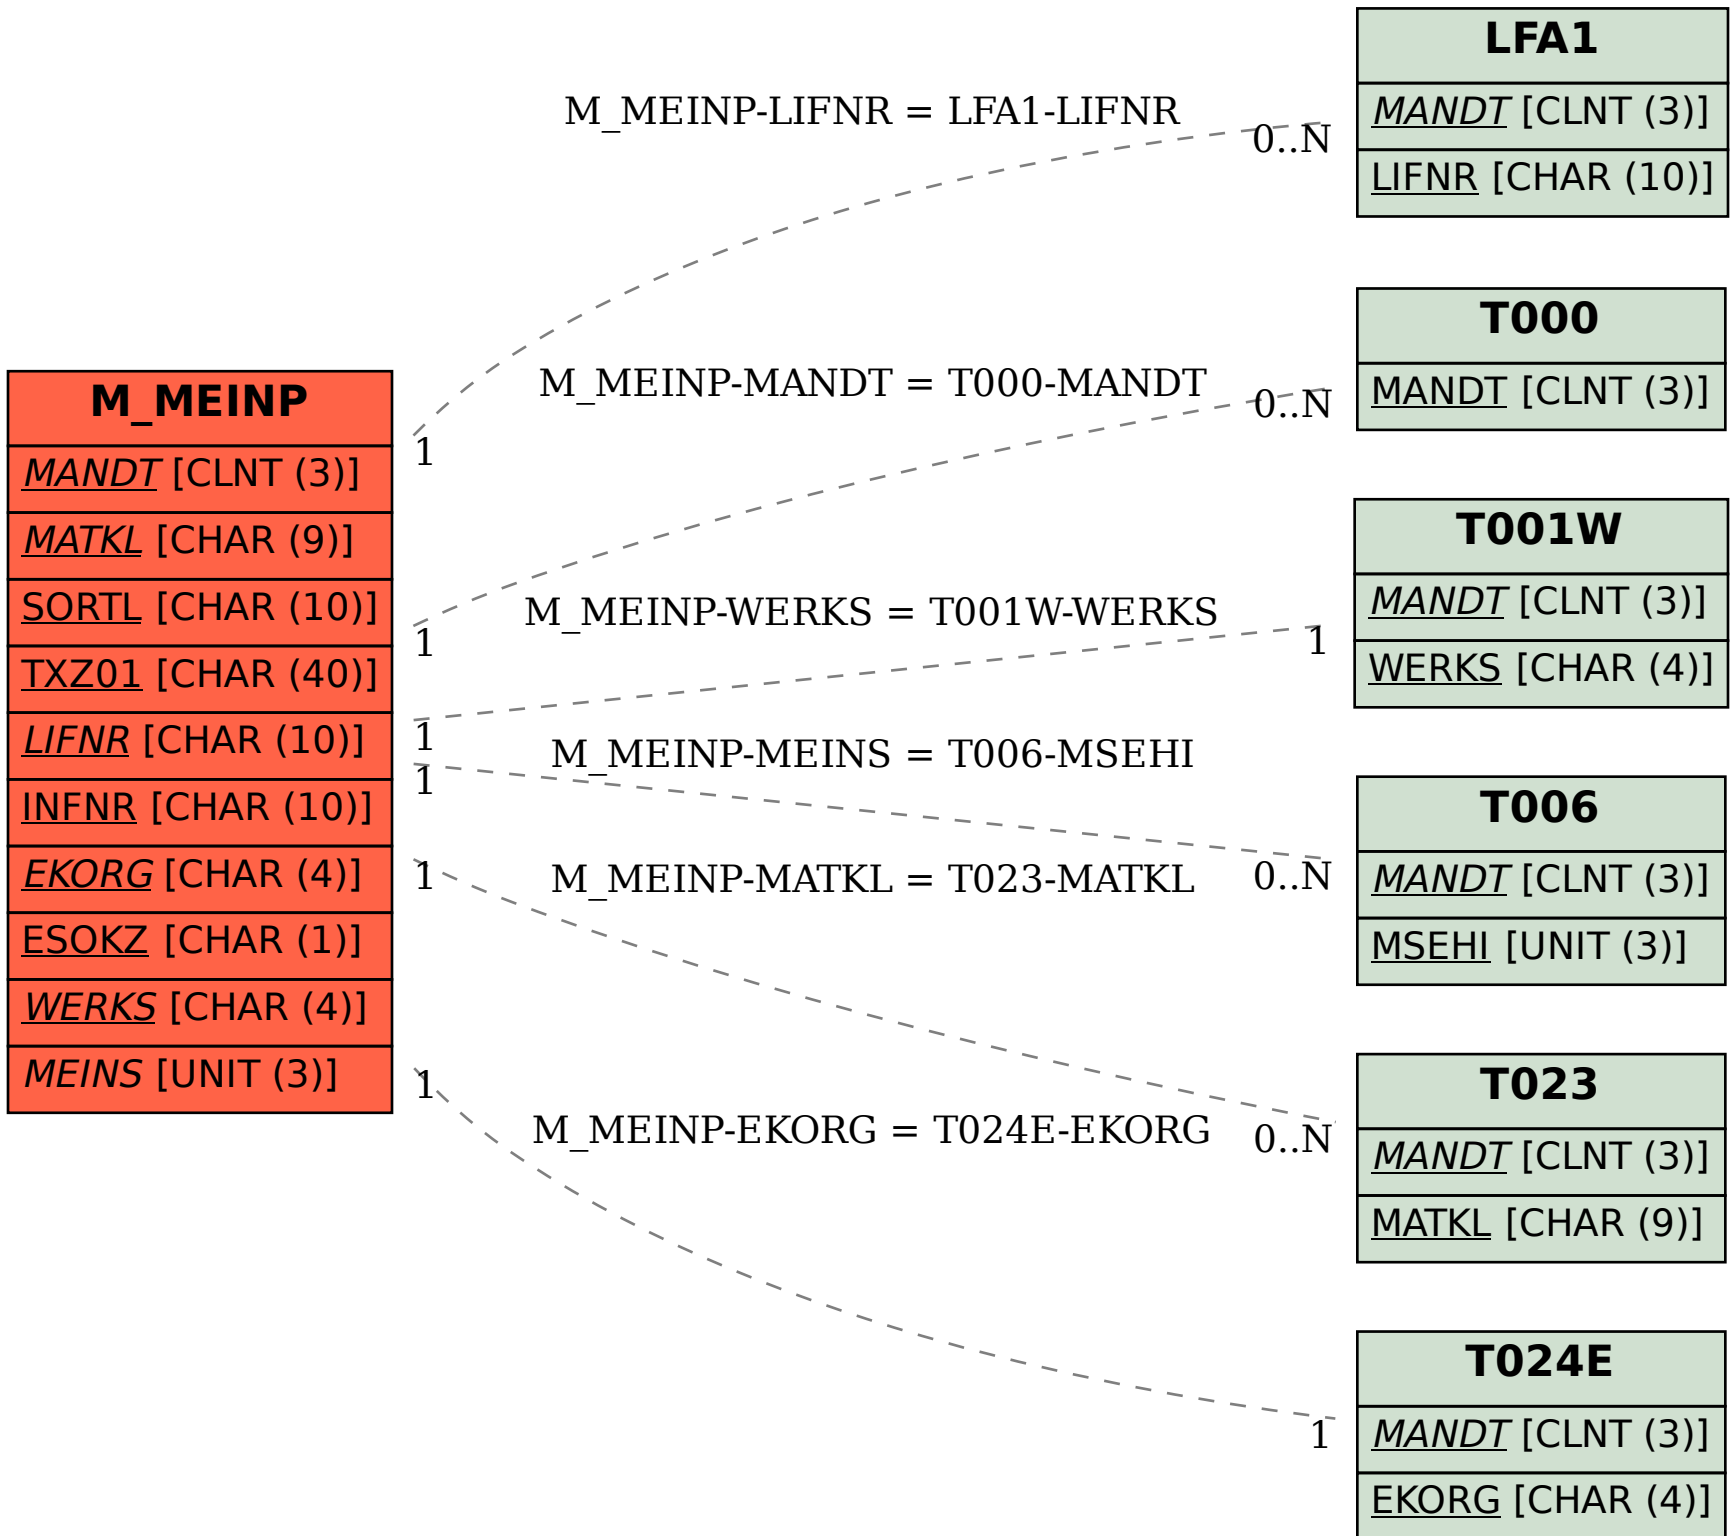 M_MEINP
MANDT [CLNT (3)]
MATKL [CHAR (9)]
SORTL [CHAR (10)]
TXZ01 [CHAR (40)]
LIFNR [CHAR (10)]
INFNR [CHAR (10)]
EKORG [CHAR (4)]
ESOKZ [CHAR (1)]
WERKS [CHAR (4)]
MEINS [UNIT (3)]
M_MEINP-LIFNR = LFA1-LIFNR
1
0..N
M_MEINP-MANDT = T000-MANDT
1
0..N
M_MEINP-WERKS = T001W-WERKS
1
1
M_MEINP-MEINS = T006-MSEHI
1
0..N
M_MEINP-MATKL = T023-MATKL
1
0..N
M_MEINP-EKORG = T024E-EKORG
1
1
LFA1
MANDT [CLNT (3)]
LIFNR [CHAR (10)]
T000
MANDT [CLNT (3)]
T001W
MANDT [CLNT (3)]
WERKS [CHAR (4)]
T006
MANDT [CLNT (3)]
MSEHI [UNIT (3)]
T023
MANDT [CLNT (3)]
MATKL [CHAR (9)]
T024E
MANDT [CLNT (3)]
EKORG [CHAR (4)]